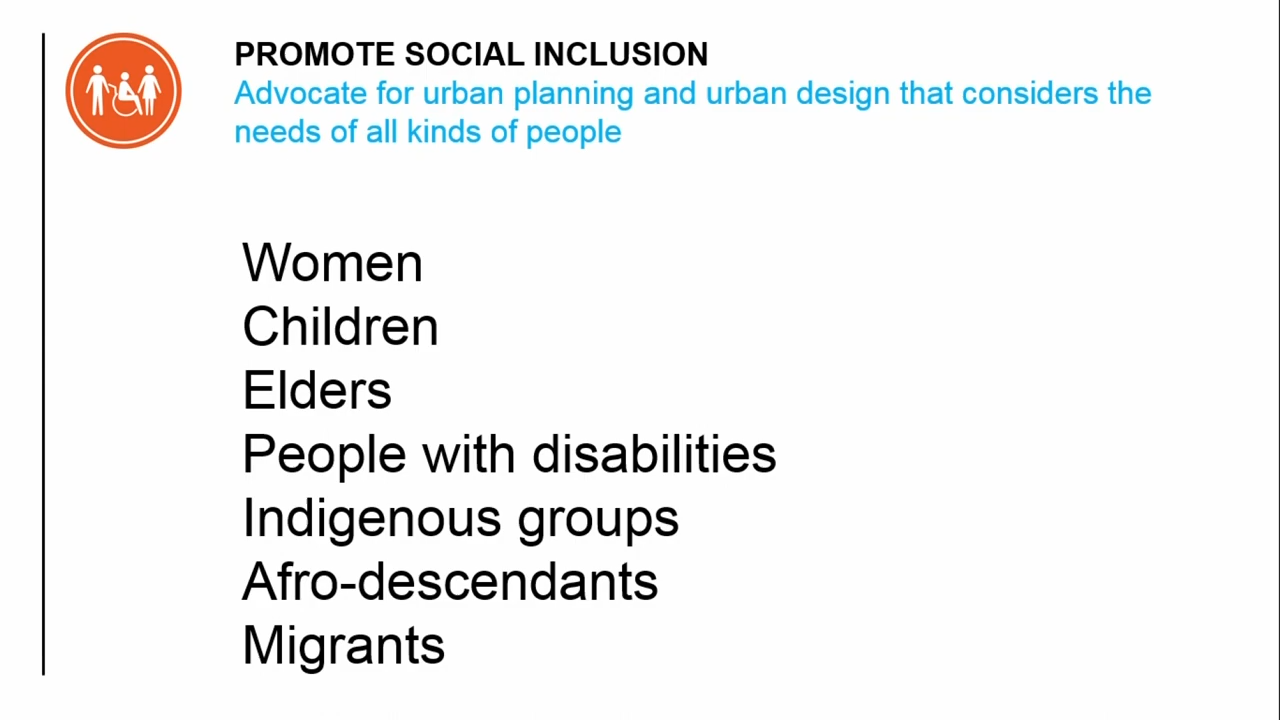 PROMOTE SOCIAL INCLUSION
Advocate for urban planning and urban design that considers the
needs of all kinds of people
Women
Children
Elders
People with disabilities
Indigenous groups
Afro-descendants
Migrants